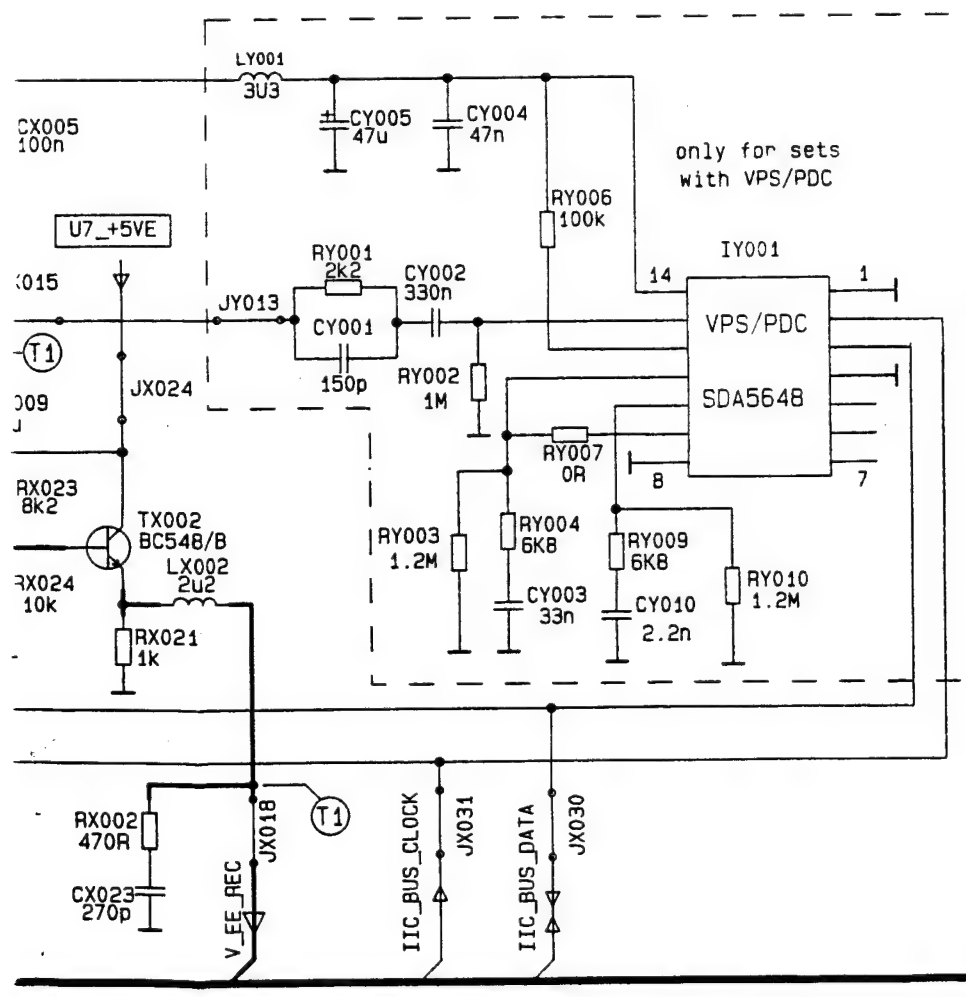 LY001
3U3
CX005
100n
+
CY005
47u
CY004
47n
only for sets
with VPS/PDC
U7_+5VE
RY006
100k
RY001
2k2
CY002
330n
IY001
14
1
X015
JY013
CY001
VPS/PDC
T1
150p
RY002
1M
JX024
SDA5648
009
RY007
0R
8
7
RX023
8k2
TX002
BC548/B
RY003
1.2M
RY004
6K8
RY009
6K8
LX002
2u2
RX024
10k
RY010
1.2M
CY003
33n
CY010
2.2n
RX021
1k
RX002
470R
JX018
T1
IIC_BUS_CLOCK
JX031
IIC_BUS_DATA
JX030
CX023
270p
V_EE_REC